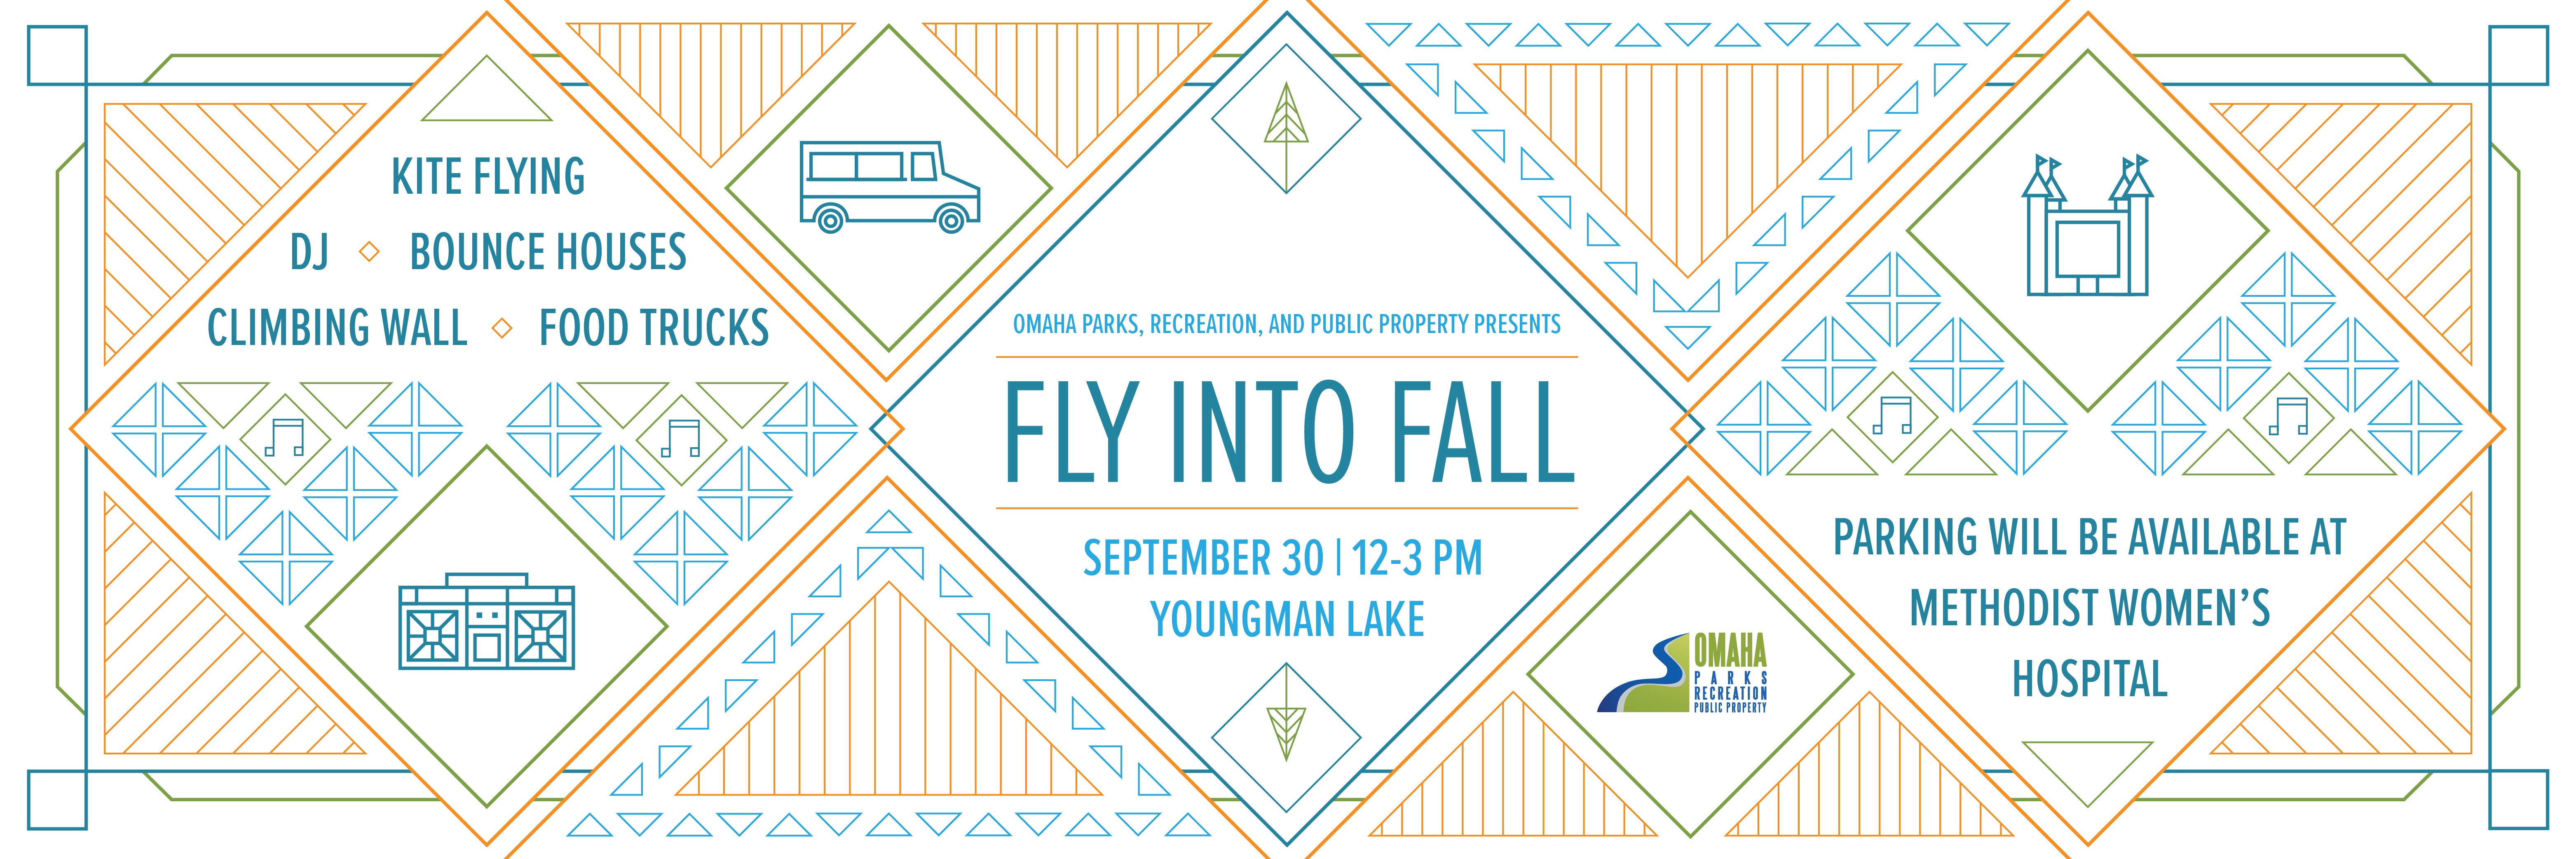 KITE FLYING
DJ ◇ BOUNCE HOUSES
CLIMBING WALL ◇ FOOD TRUCKS
OMAHA PARKS, RECREATION, AND PUBLIC PROPERTY PRESENTS
FLY INTO FALL
SEPTEMBER 30 | 12-3 PM
YOUNGMAN LAKE
OMAHA
PARKS
RECREATION
PUBLIC PROPERTY
PARKING WILL BE AVAILABLE AT
METHODIST WOMEN'S
HOSPITAL